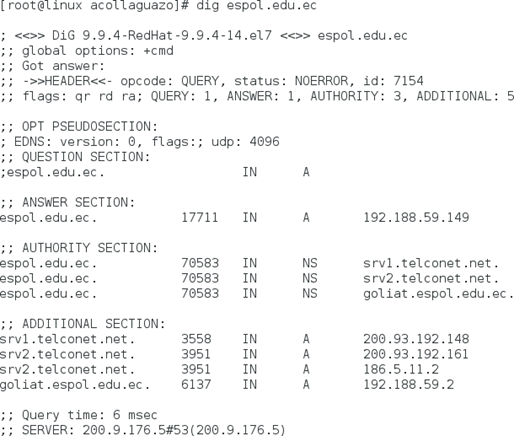 [root@linux acollaguazo]# dig espol.edu.ec
; <<>> DiG 9.9.4-RedHat-9.9.4-14.el7 <<>> espol.edu.ec
;; global options: +cmd
;; Got answer:
;; ->>HEADER<<- opcode: QUERY, status: NOERROR, id: 7154
;; flags: qr rd ra; QUERY: 1, ANSWER: 1, AUTHORITY: 3, ADDITIONAL: 5
;; OPT PSEUDOSECTION:
; EDNS: version: 0, flags:; udp: 4096
;; QUESTION SECTION:
;espol.edu.ec. IN A
;; ANSWER SECTION:
espol.edu.ec. 17711 IN A 192.188.59.149
;; AUTHORITY SECTION:
espol.edu.ec. 70583 IN NS srv1.telconet.net.
espol.edu.ec. 70583 IN NS srv2.telconet.net.
espol.edu.ec. 70583 IN NS goliat.espol.edu.ec.
;; ADDITIONAL SECTION:
srv1.telconet.net. 3558 IN A 200.93.192.148
srv2.telconet.net. 3951 IN A 200.93.192.161
srv2.telconet.net. 3951 IN A 186.5.11.2
goliat.espol.edu.ec. 6137 IN A 192.188.59.2
;; Query time: 6 msec
;; SERVER: 200.9.176.5#53(200.9.176.5)